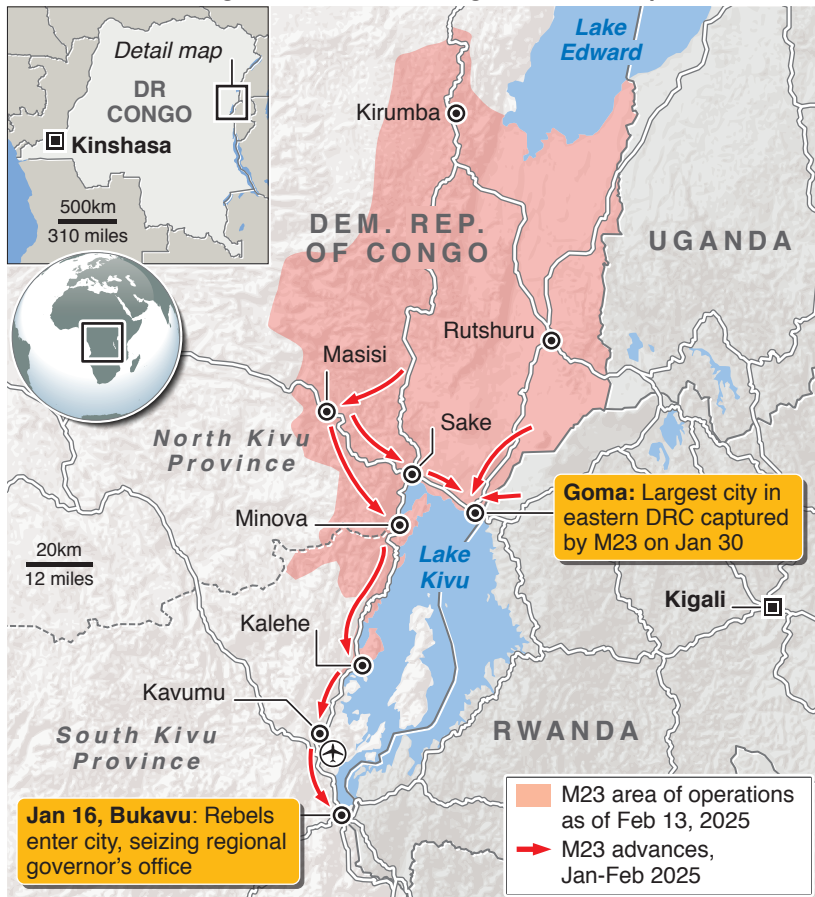 Detail map
DR
CONGO
Kinshasa
500km
310 miles
Lake
Edward
Kirumba
DEM. REP.
OF CONGO
UGANDA
Rutshuru
Masisi
North Kivu
Province
Sake
Goma: Largest city in
eastern DRC captured
by M23 on Jan 30
Minova
20km
12 miles
Lake
Kivu
Kigali
Kalehe
Kavumu
South Kivu
Province
RWANDA
Jan 16, Bukavu: Rebels
enter city, seizing regional
governor’s office
M23 area of operations
as of Feb 13, 2025
M23 advances,
Jan-Feb 2025